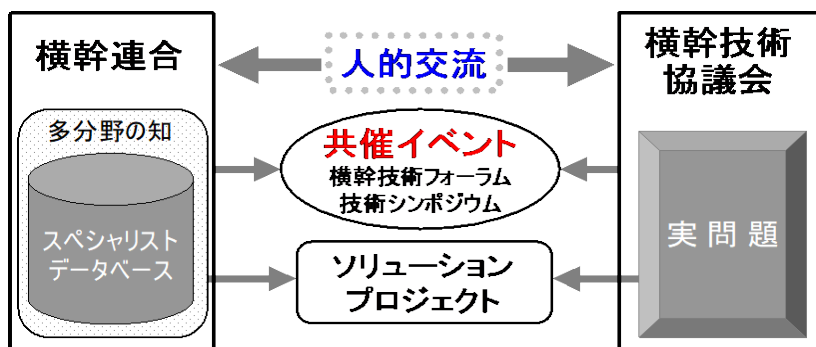 横幹連合
多分野の知
スペシャリスト
データベース
人的交流
共催イベント
横幹技術フォーラム
技術シンポジウム
ソリューション
プロジェクト
横幹技術
協議会
実問題